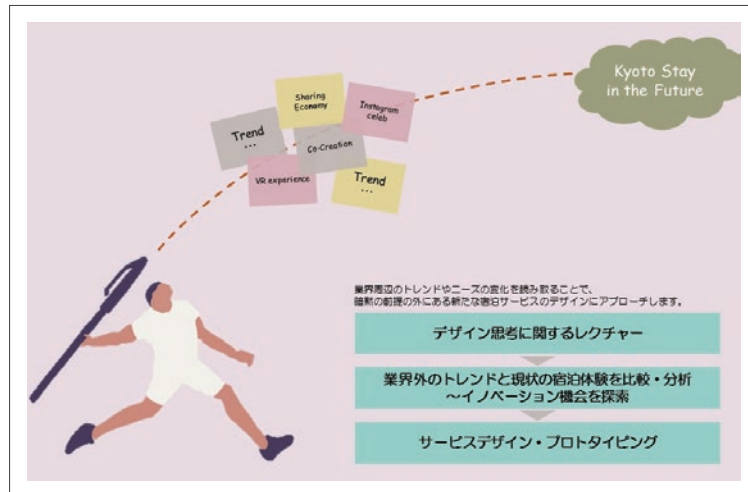 Kyoto Stay
in the Future
Sharing
Economy
Instagram
celeb
Trend
...
Co-Creation
VR experience
Trend
...
業界周辺のトレンドやニーズの変化を読み取ることで、
暗黙の前提の外にある新たな宿泊サービスのデザインにアプローチします。
デザイン思考に関するレクチャー
業界外のトレンドと現状の宿泊体験を比較・分析
～イノベーション機会を探索
サービスデザイン・プロトタイピング